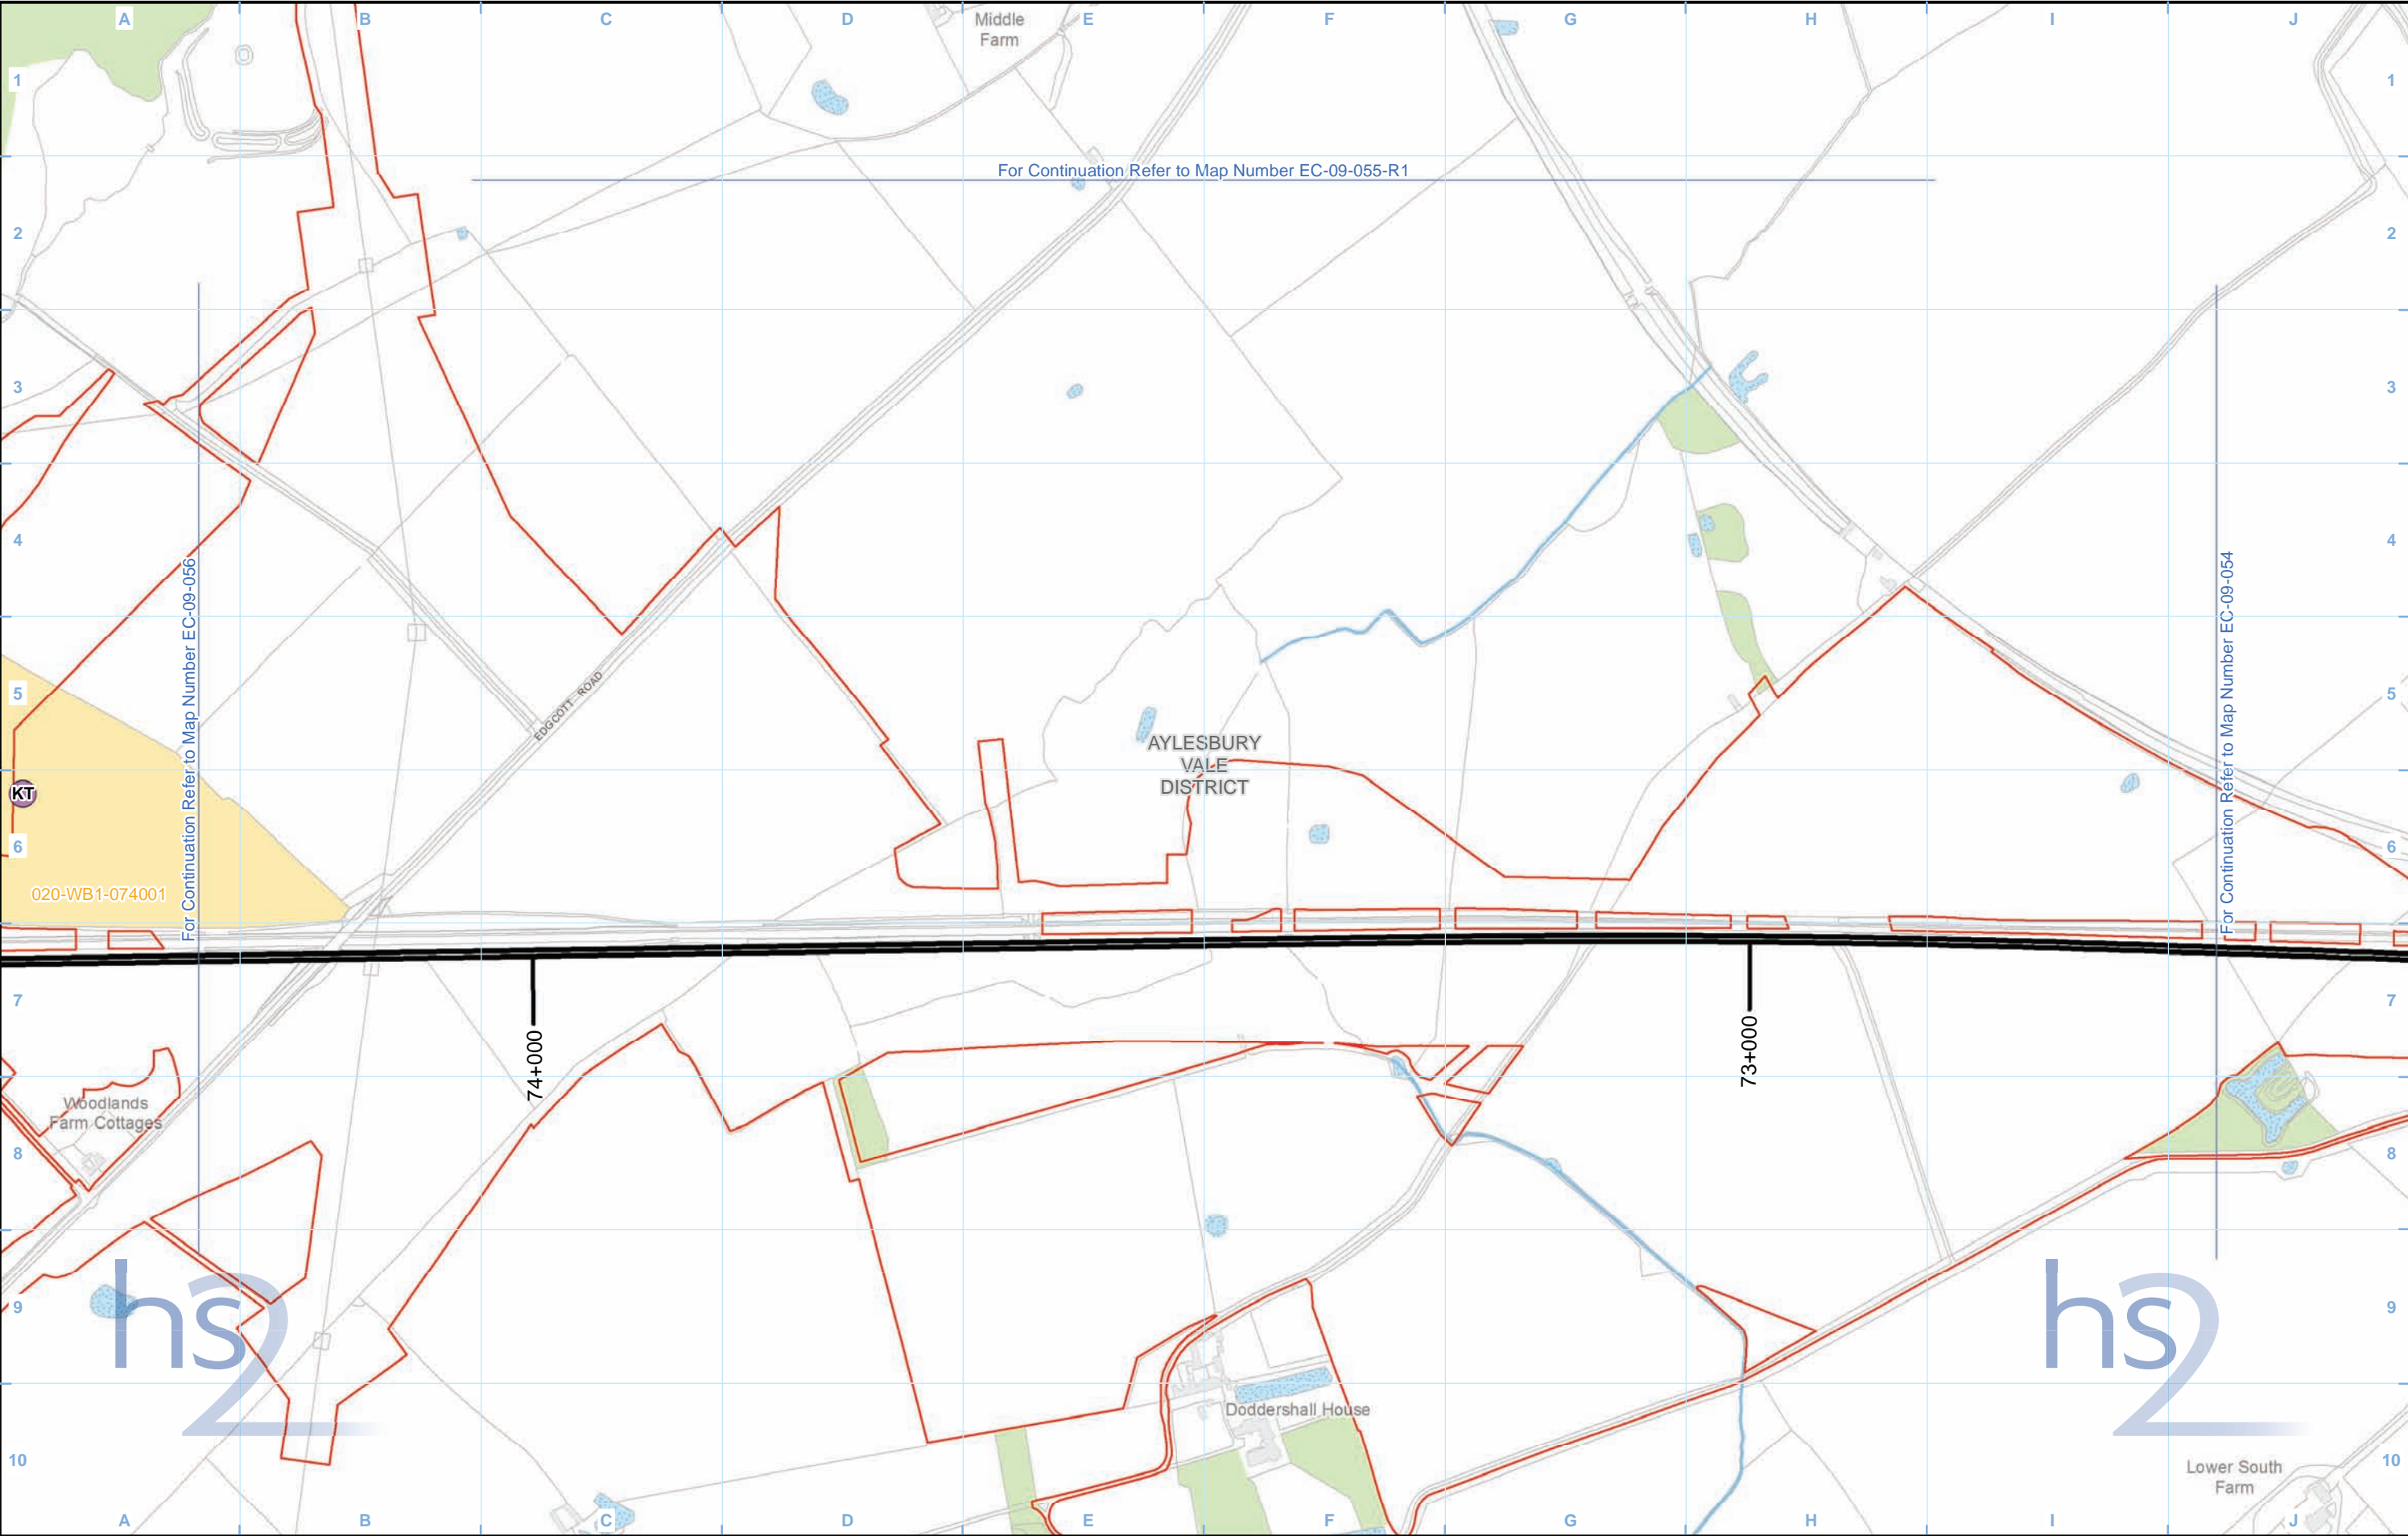 A B C D E F G H I J
Middle
Farm
1 1
For Continuation Refer to Map Number EC-09-055-R1
2 2
3 3
4 4
For Continuation Refer to Map Number EC-09-056
For Continuation Refer to Map Number EC-09-054
5 5
EDGCOTT ROAD
AYLESBURY
VALE
DISTRICT
KT
6 6
020-WB1-074001
7 7
74+000
73+000
Woodlands
Farm Cottages
8 8
9 9
hs2
hs2
Doddershall House
10 10
Lower South
Farm
A B C D E F G H I J